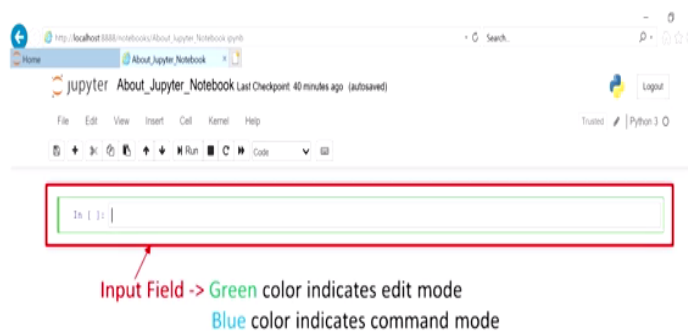 http://localhost:8888/notebooks/About_Jupyter_Notebook.ipynb
Search...
Home
About_Jupyter_Notebook
jupyter About_Jupyter_Notebook Last Checkpoint: 40 minutes ago (autosaved)
Logout
File Edit View Insert Cell Kernel Help
Trusted
Python 3
Run
Code
In [ ]:
Input Field -> Green color indicates edit mode
Blue color indicates command mode